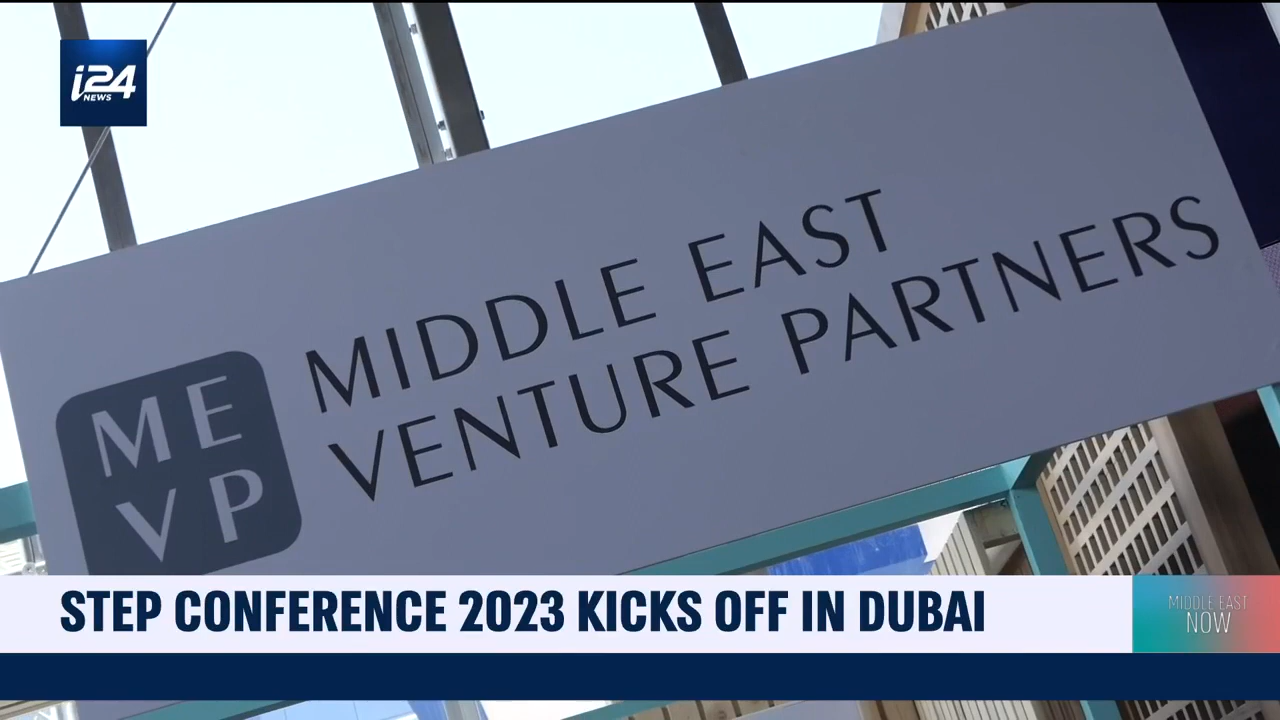 i24
NEWS
MIDDLE EAST
VENTURE PARTNERS
ME
VP
STEP CONFERENCE 2023 KICKS OFF IN DUBAI
MIDDLE EAST
NOW